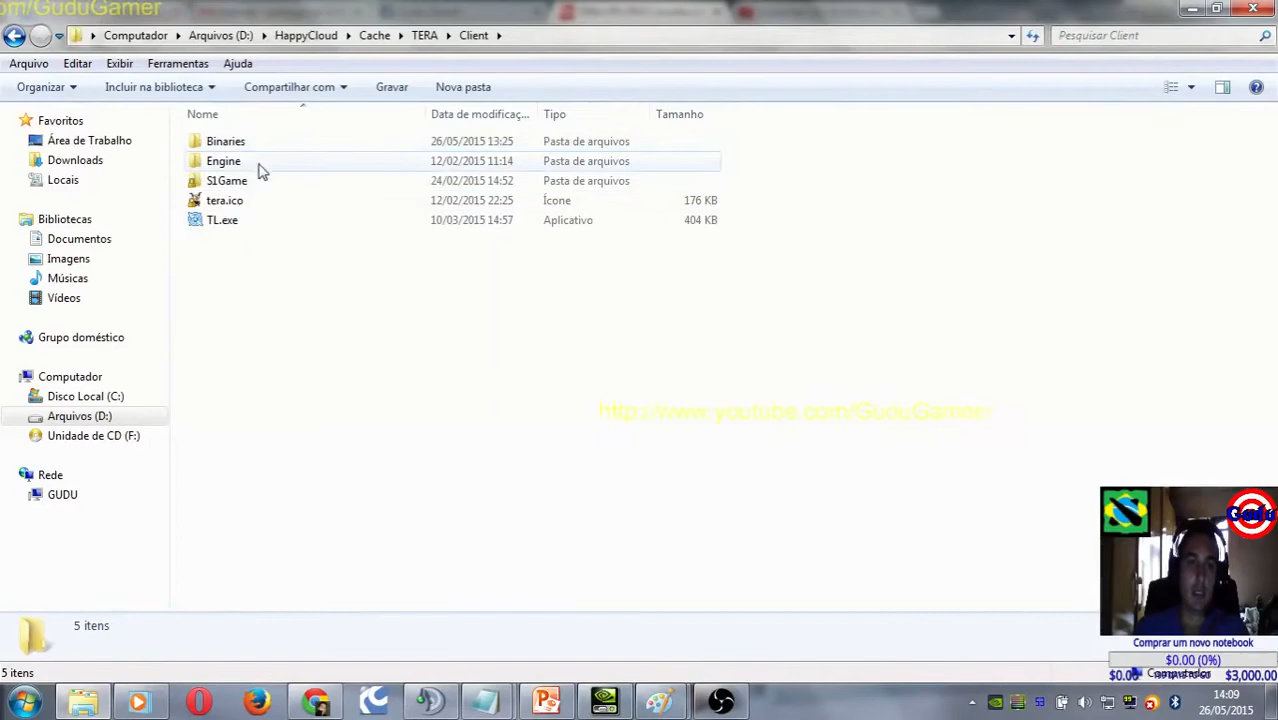 om/GuduGamer
Computador Arquivos (D:) HappyCloud Cache TERA Client
Pesquisar Client
Arquivo Editar Exibir Ferramentas Ajuda
Organizar Incluir na biblioteca Compartilhar com Gravar Nova pasta
Nome Data de modificaç... Tipo Tamanho
Favoritos
Área de Trabalho
Downloads
Locais
Bibliotecas
Documentos
Imagens
Músicas
Vídeos
Grupo doméstico
Computador
Disco Local (C:)
Arquivos (D:)
Unidade de CD (F:)
Rede
GUDU
Binaries 26/05/2015 13:25 Pasta de arquivos
Engine 12/02/2015 11:14 Pasta de arquivos
S1Game 24/02/2015 14:52 Pasta de arquivos
tera.ico 12/02/2015 22:25 Ícone 176 KB
TL.exe 10/03/2015 14:57 Aplicativo 404 KB
http://www.youtube.com/GuduGamer
Gudu
Comprar um novo notebook
$0.00 (0%)
$3,000.00
Computador
5 itens
5 itens
14:09
26/05/2015